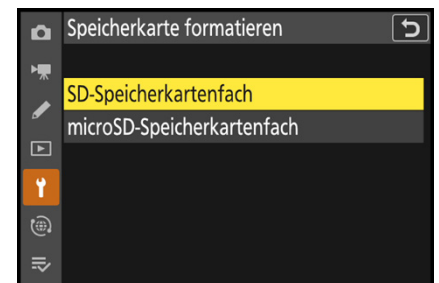 Speicherkarte formatieren
SD-Speicherkartenfach
microSD-Speicherkartenfach